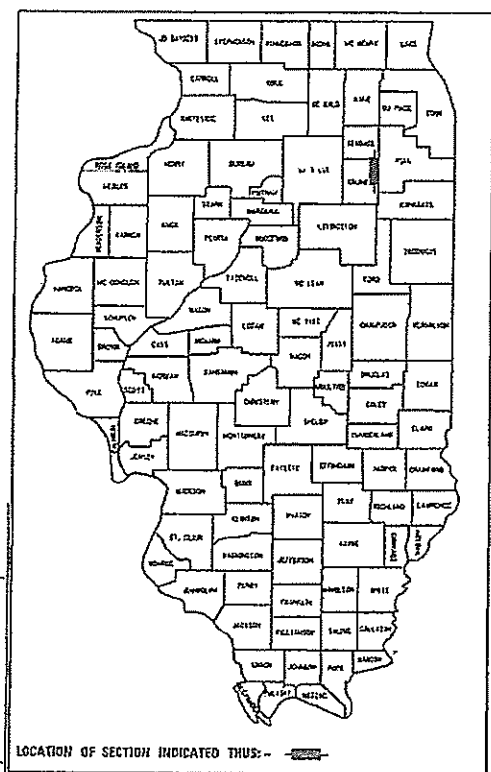 JO DAVIESS STEPHENSON WINNEBAGO BOONE MC HENRY LAKE
CARROLL OGLE DE KALB KANE DU PAGE COOK
WHITESIDE LEE KENDALL WILL
ROCK ISLAND HENRY BUREAU LA SALLE GRUNDY
MERCER PUTNAM KANKAKEE
STARK MARSHALL LIVINGSTON
HENDERSON WARREN KNOX PEORIA WOODFORD IROQUOIS
HANCOCK MC DONOUGH FULTON TAZEWELL MC LEAN FORD
SCHUYLER MASON LOGAN DE WITT CHAMPAIGN VERMILION
ADAMS BROWN CASS MENARD MACON PIATT
PIKE SCOTT MORGAN SANGAMON MOULTRIE DOUGLAS EDGAR
CHRISTIAN SHELBY COLES
CALHOUN GREENE MACOUPIN MONTGOMERY CUMBERLAND CLARK
JERSEY FAYETTE EFFINGHAM JASPER CRAWFORD
MADISON BOND CLAY RICHLAND LAWRENCE
CLINTON MARION
ST. CLAIR WAYNE
MONROE WASHINGTON JEFFERSON
RANDOLPH PERRY HAMILTON WHITE
FRANKLIN
JACKSON WILLIAMSON SALINE GALLATIN
UNION JOHNSON POPE HARDIN
PULASKI MASSAC
LOCATION OF SECTION INDICATED THUS:-